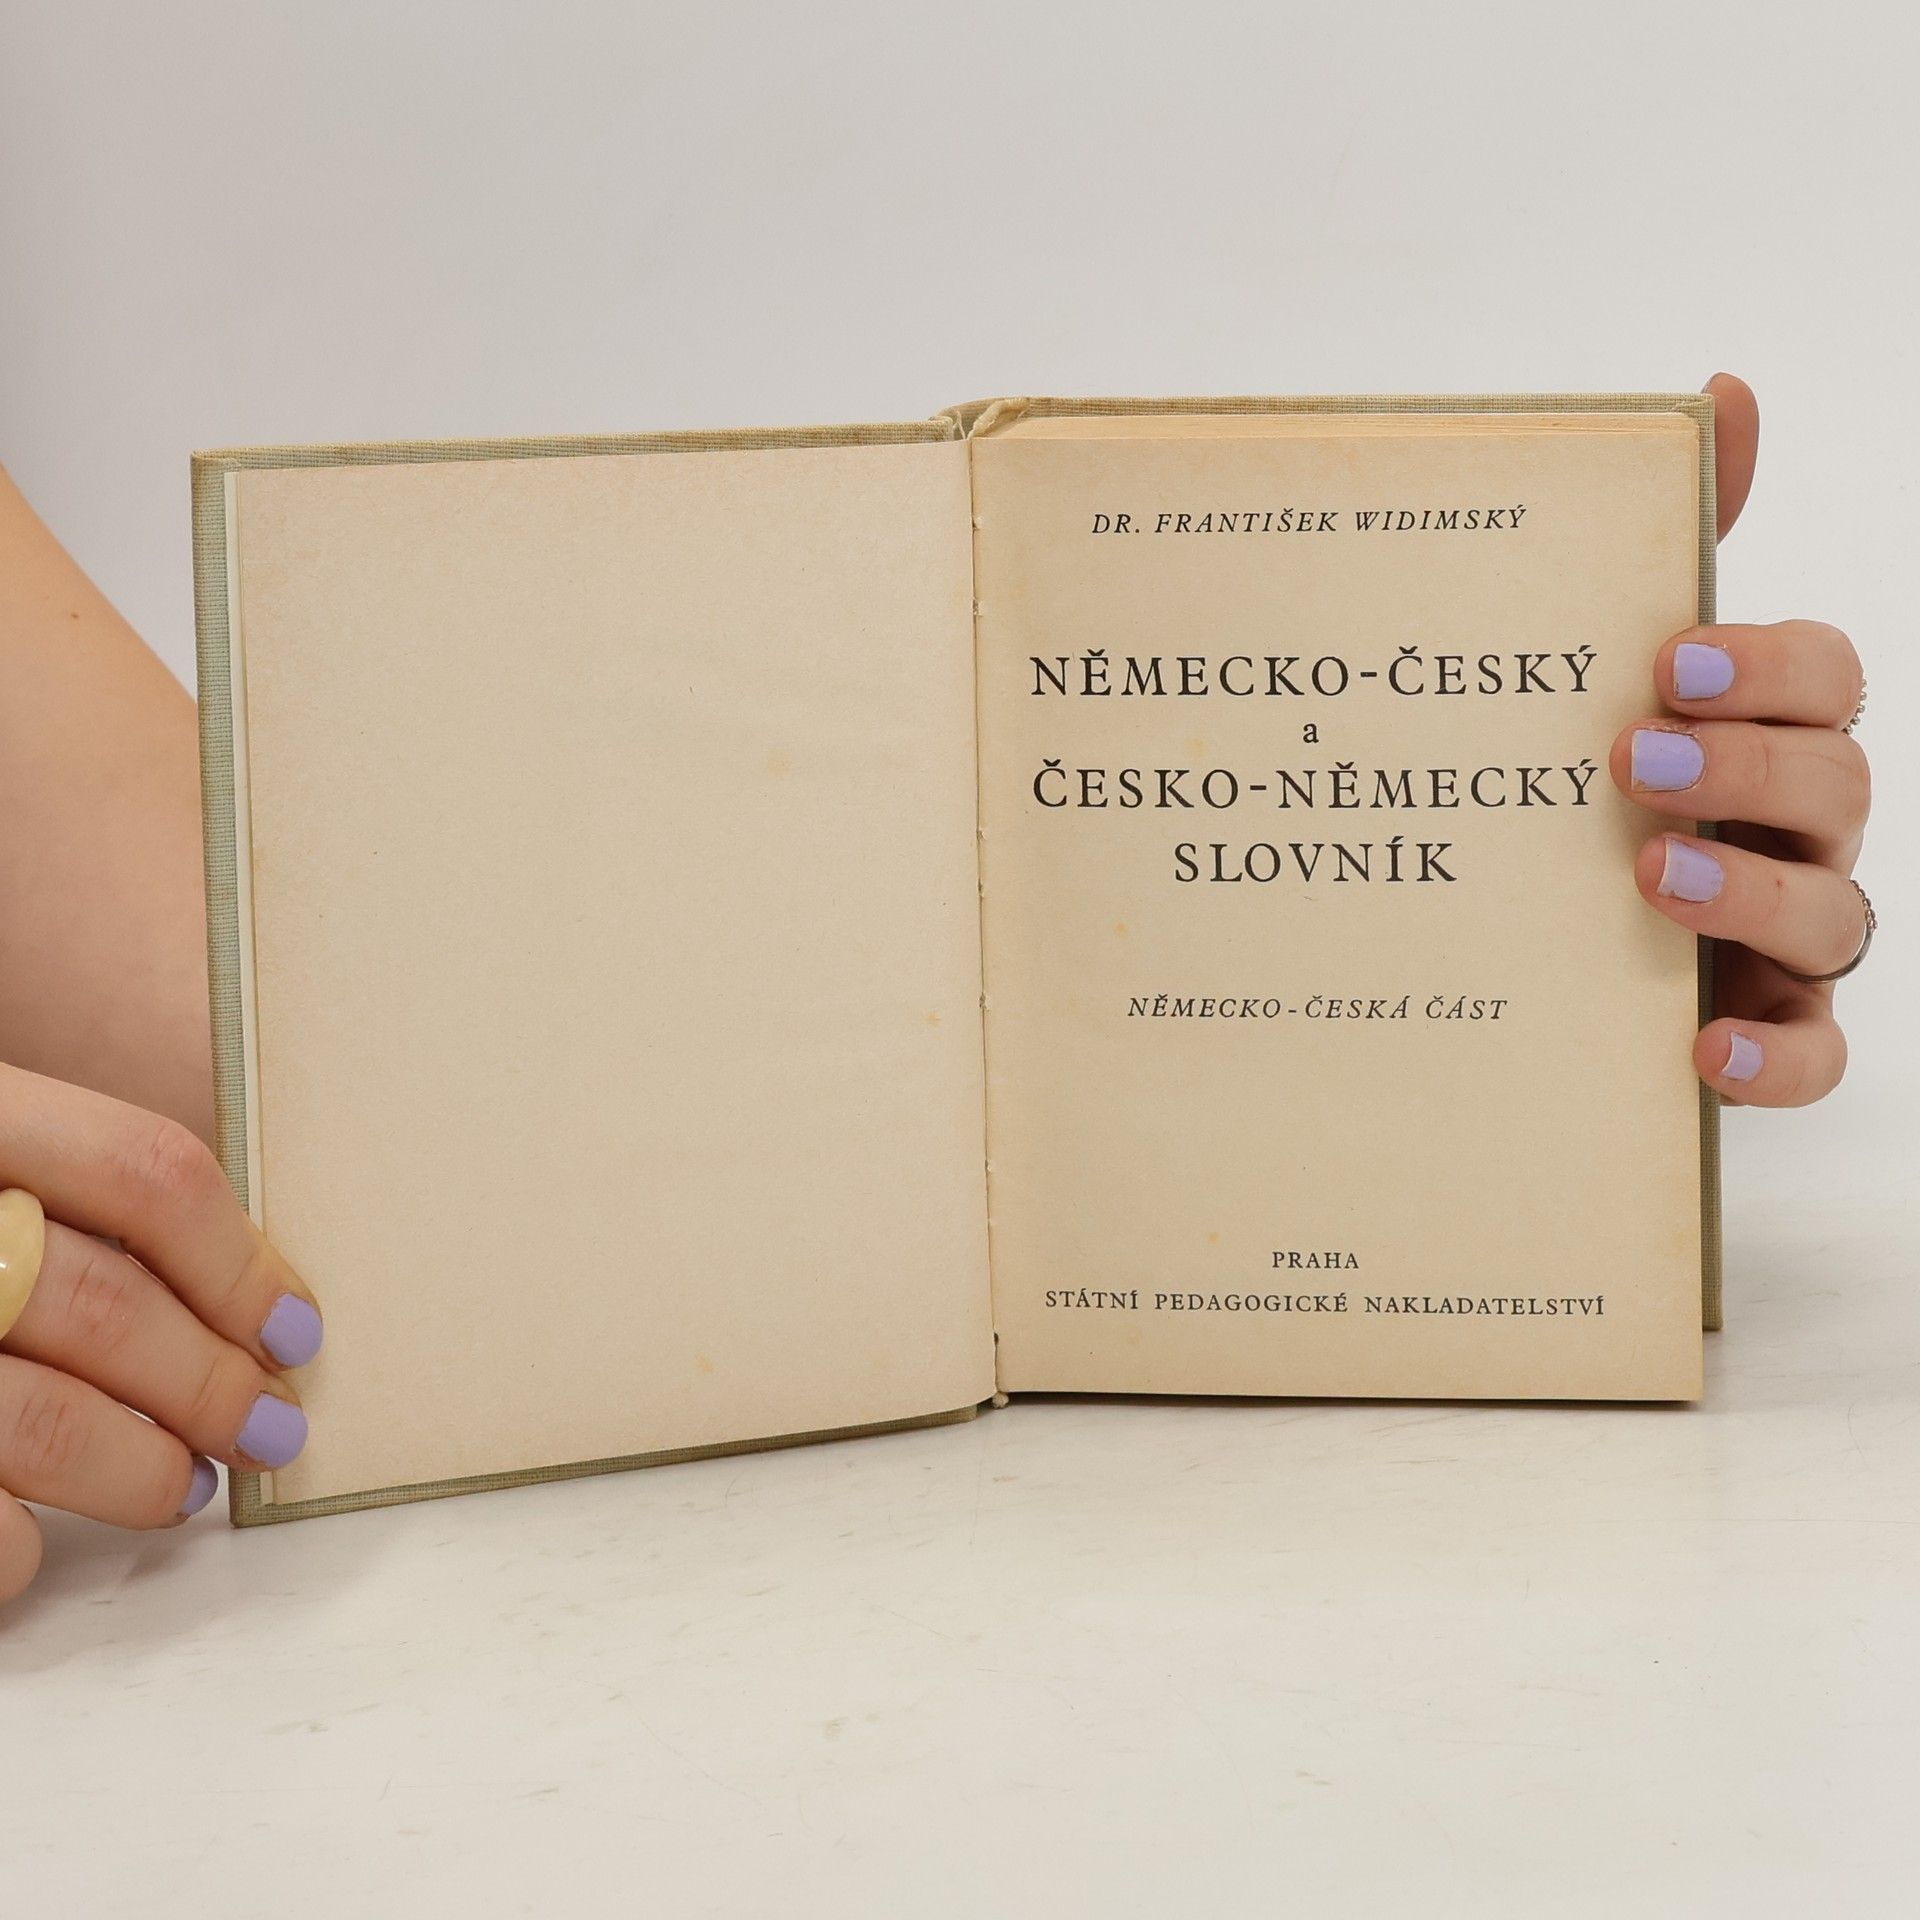 DR. FRANTIŠEK WIDIMSKÝ
NĚMECKO-ČESKÝ
a
ČESKO-NĚMECKÝ
SLOVNÍK
NĚMECKO-ČESKÁ ČÁST
PRAHA
STÁTNÍ PEDAGOGICKÉ NAKLADATELSTVÍ